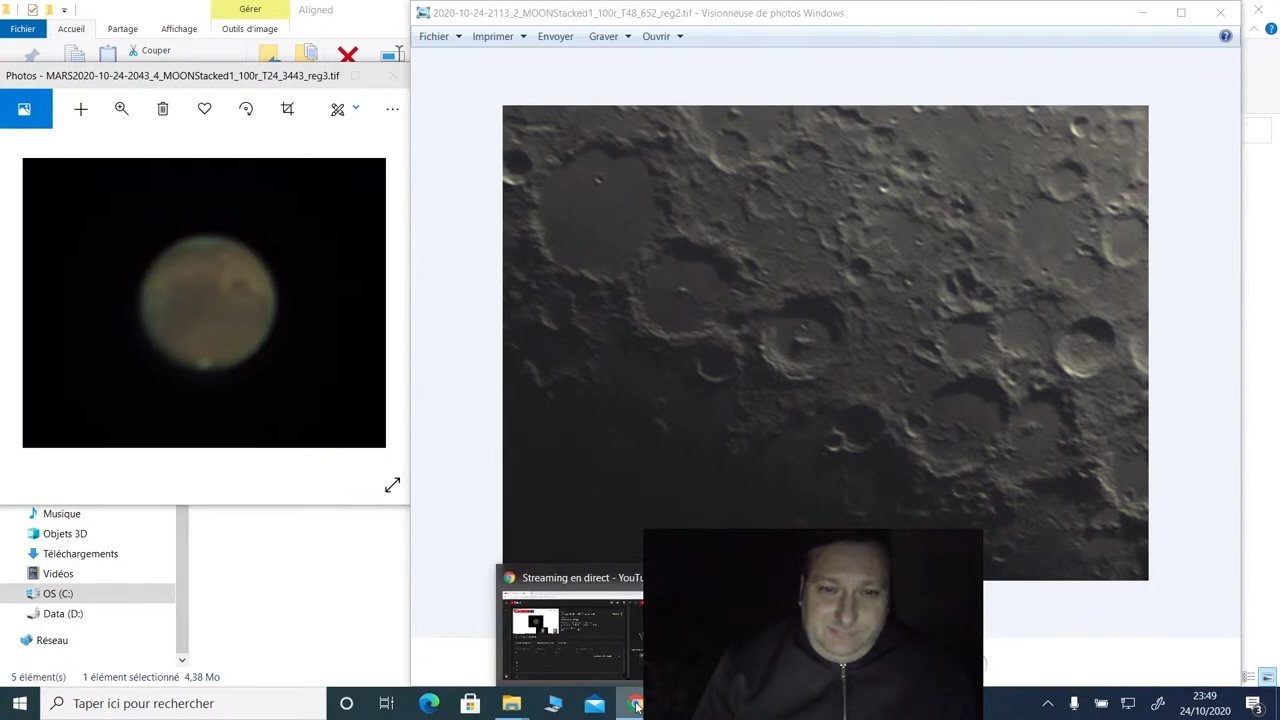 Gérer
Aligned
Fichier
Accueil
Partage
Affichage
Outils d'image
Couper
2020-10-24-2113_2_MOONStacked1_100r_T48_652_reg2.tif - Visionneuse de photos Windows
Fichier
Imprimer
Envoyer
Graver
Ouvrir
Photos - MARS2020-10-24-2043_4_MOONStacked1_100r_T24_3443_reg3.tif
Musique
Objets 3D
Téléchargements
Vidéos
OS (C:)
Data (D:)
Réseau
5 élément(s)
1 élément sélectionné
4,38 Mo
Streaming en direct - YouTu
Taper ici pour rechercher
23:49
24/10/2020
3